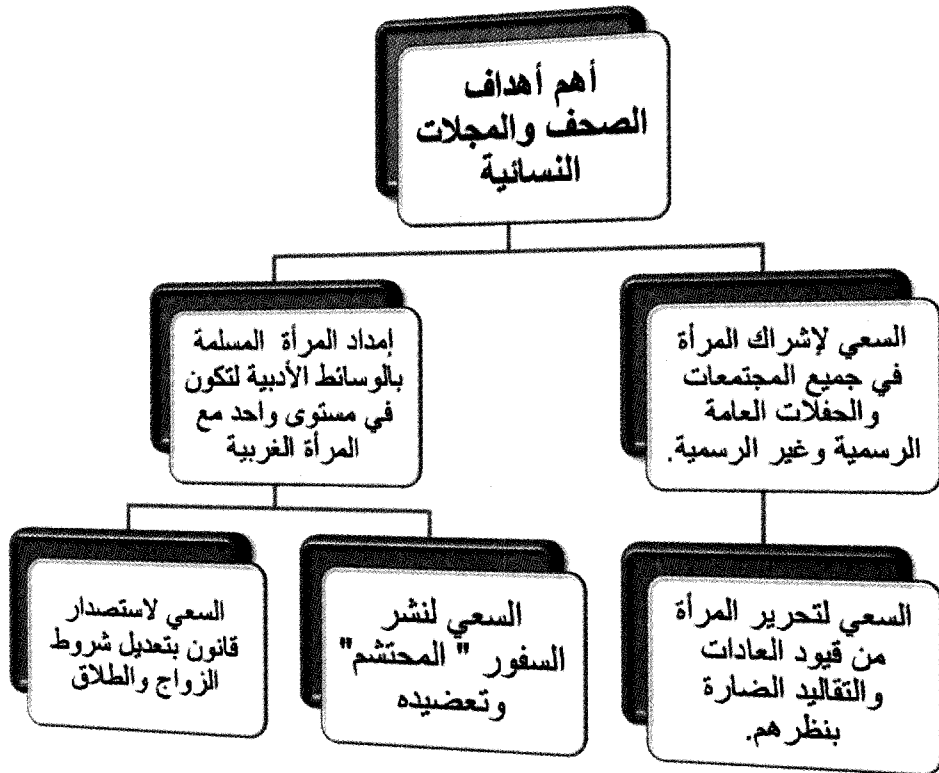 أهم أهداف
الصحف والمجلات
النسائية
السعي لإشراك المرأة
في جميع المجتمعات
والحفلات العامة
الرسمية وغير الرسمية.
إمداد المرأة المسلمة
بالوسائط الأدبية لتكون
في مستوى واحد مع
المرأة الغربية
السعي لتحرير المرأة
من قيود العادات
والتقاليد الضارة
بنظرهم.
السعي لنشر
السفور " المحتشم"
وتعضيده
السعي لاستصدار
قانون بتعديل شروط
الزواج والطلاق